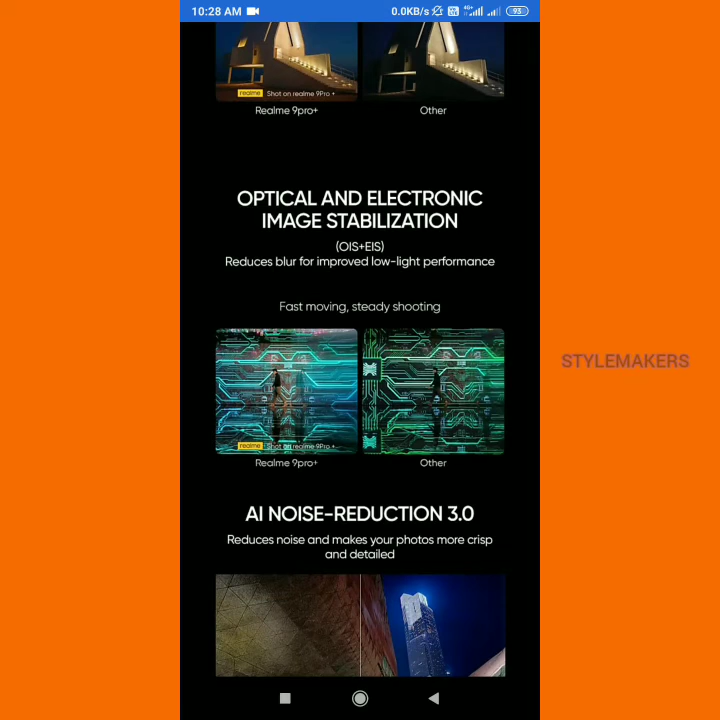 10:28 AM
0.0KB/s
4G+
93
realme Shot on realme 9Pro +
Realme 9pro+
Other
OPTICAL AND ELECTRONIC
IMAGE STABILIZATION
(OIS+EIS)
Reduces blur for improved low-light performance
Fast moving, steady shooting
STYLEMAKERS
realme Shot on realme 9Pro +
Realme 9pro+
Other
AI NOISE-REDUCTION 3.0
Reduces noise and makes your photos more crisp
and detailed